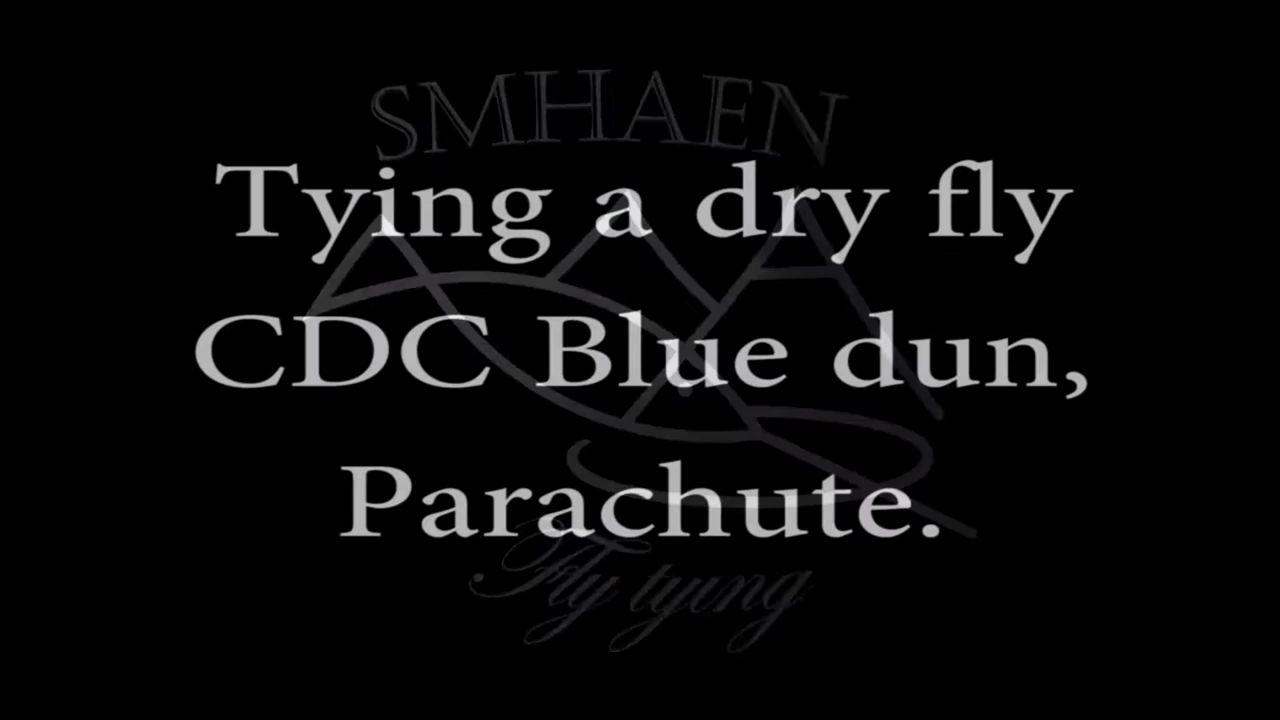 SMHAEN
Tying a dry fly
CDC Blue dun,
Parachute.
Fly tying